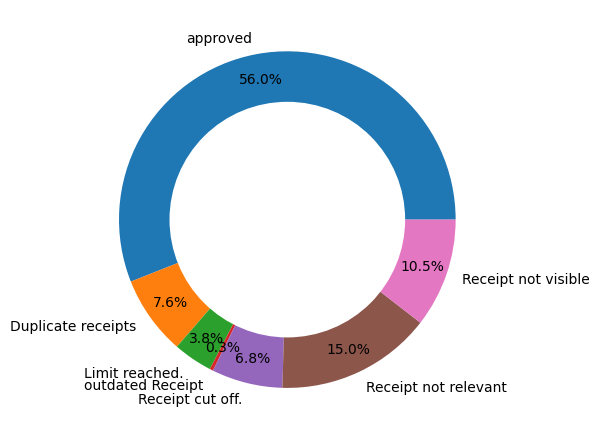 approved
56.0%
10.5%
Receipt not visible
7.6%
Duplicate receipts
3.8%
0.3%
6.8%
15.0%
Limit reached.
outdated Receipt
Receipt cut off.
Receipt not relevant